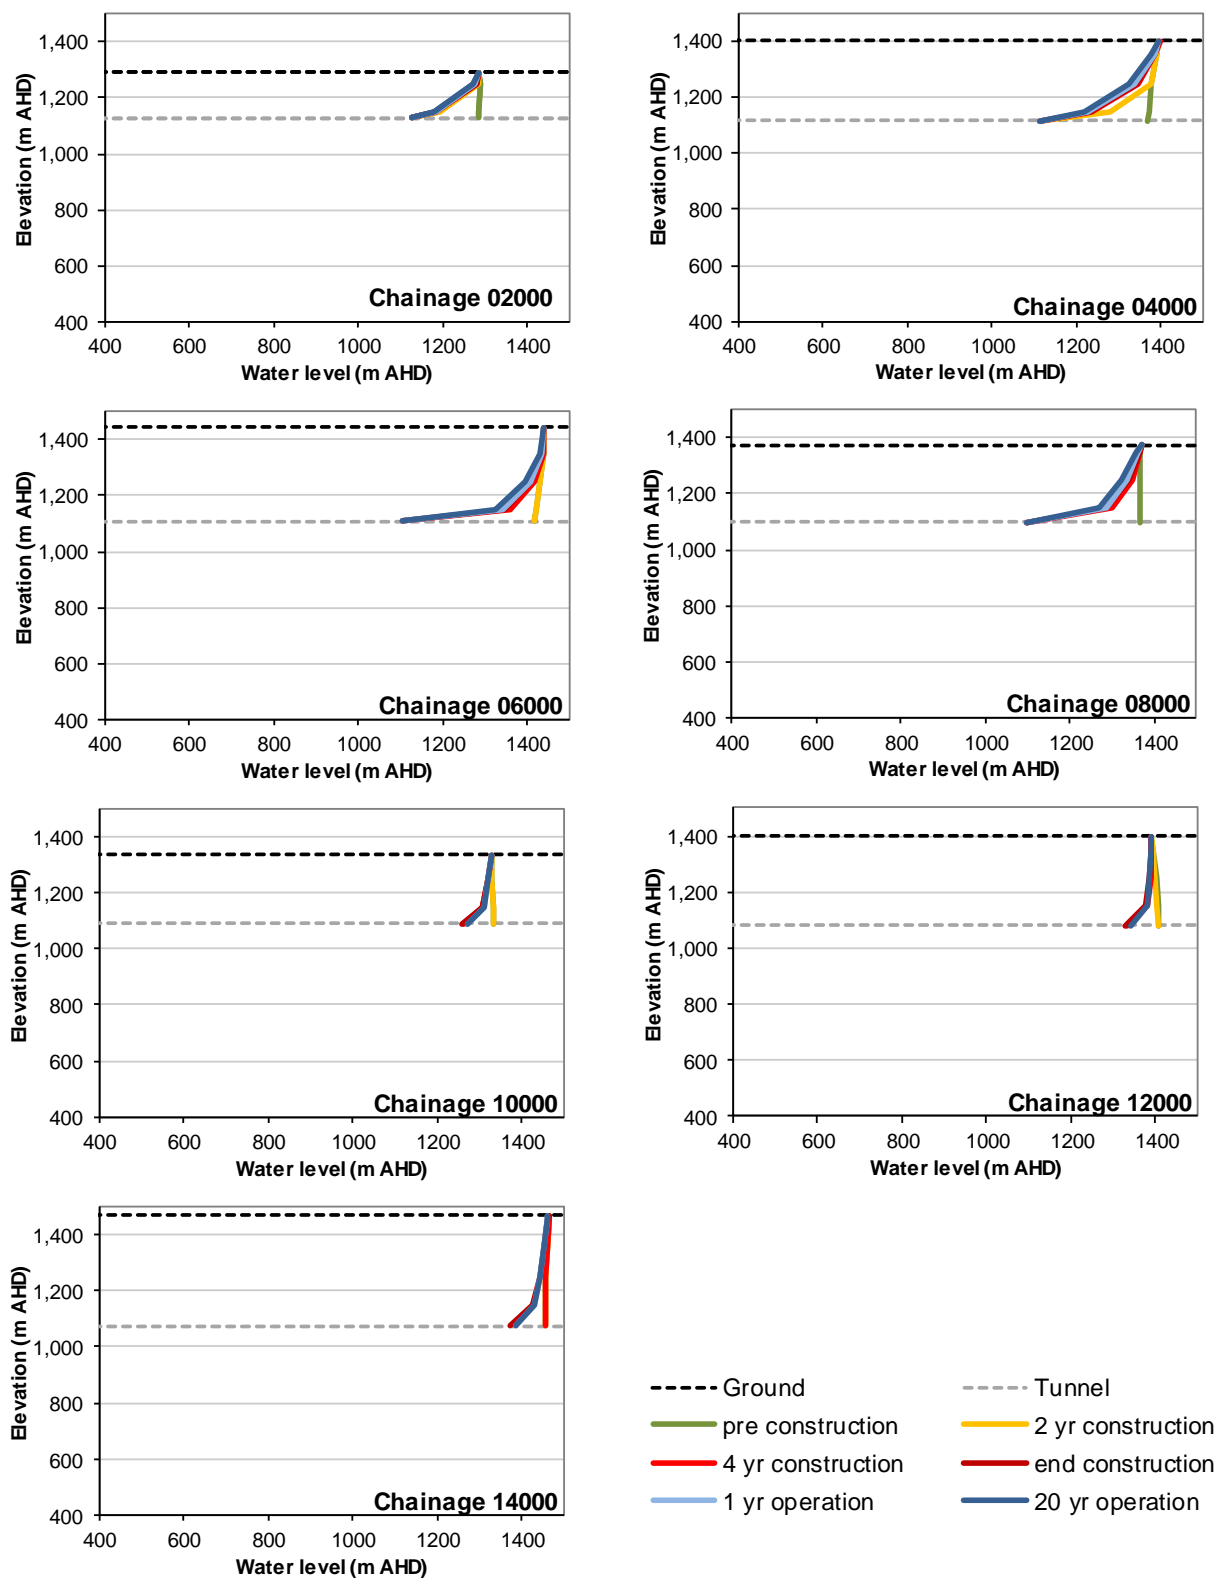 1,400
1,200
1,000
800
600
400
Elevation (m AHD)
Chainage 02000
400 600 800 1000 1200 1400
Water level (m AHD)
1,400
1,200
1,000
800
600
400
Elevation (m AHD)
Chainage 04000
400 600 800 1000 1200 1400
Water level (m AHD)
1,400
1,200
1,000
800
600
400
Elevation (m AHD)
Chainage 06000
400 600 800 1000 1200 1400
Water level (m AHD)
1,400
1,200
1,000
800
600
400
Elevation (m AHD)
Chainage 08000
400 600 800 1000 1200 1400
Water level (m AHD)
1,400
1,200
1,000
800
600
400
Elevation (m AHD)
Chainage 10000
400 600 800 1000 1200 1400
Water level (m AHD)
1,400
1,200
1,000
800
600
400
Elevation (m AHD)
Chainage 12000
400 600 800 1000 1200 1400
Water level (m AHD)
1,400
1,200
1,000
800
600
400
Elevation (m AHD)
Chainage 14000
400 600 800 1000 1200 1400
Water level (m AHD)
Ground
Tunnel
pre construction
2 yr construction
4 yr construction
end construction
1 yr operation
20 yr operation